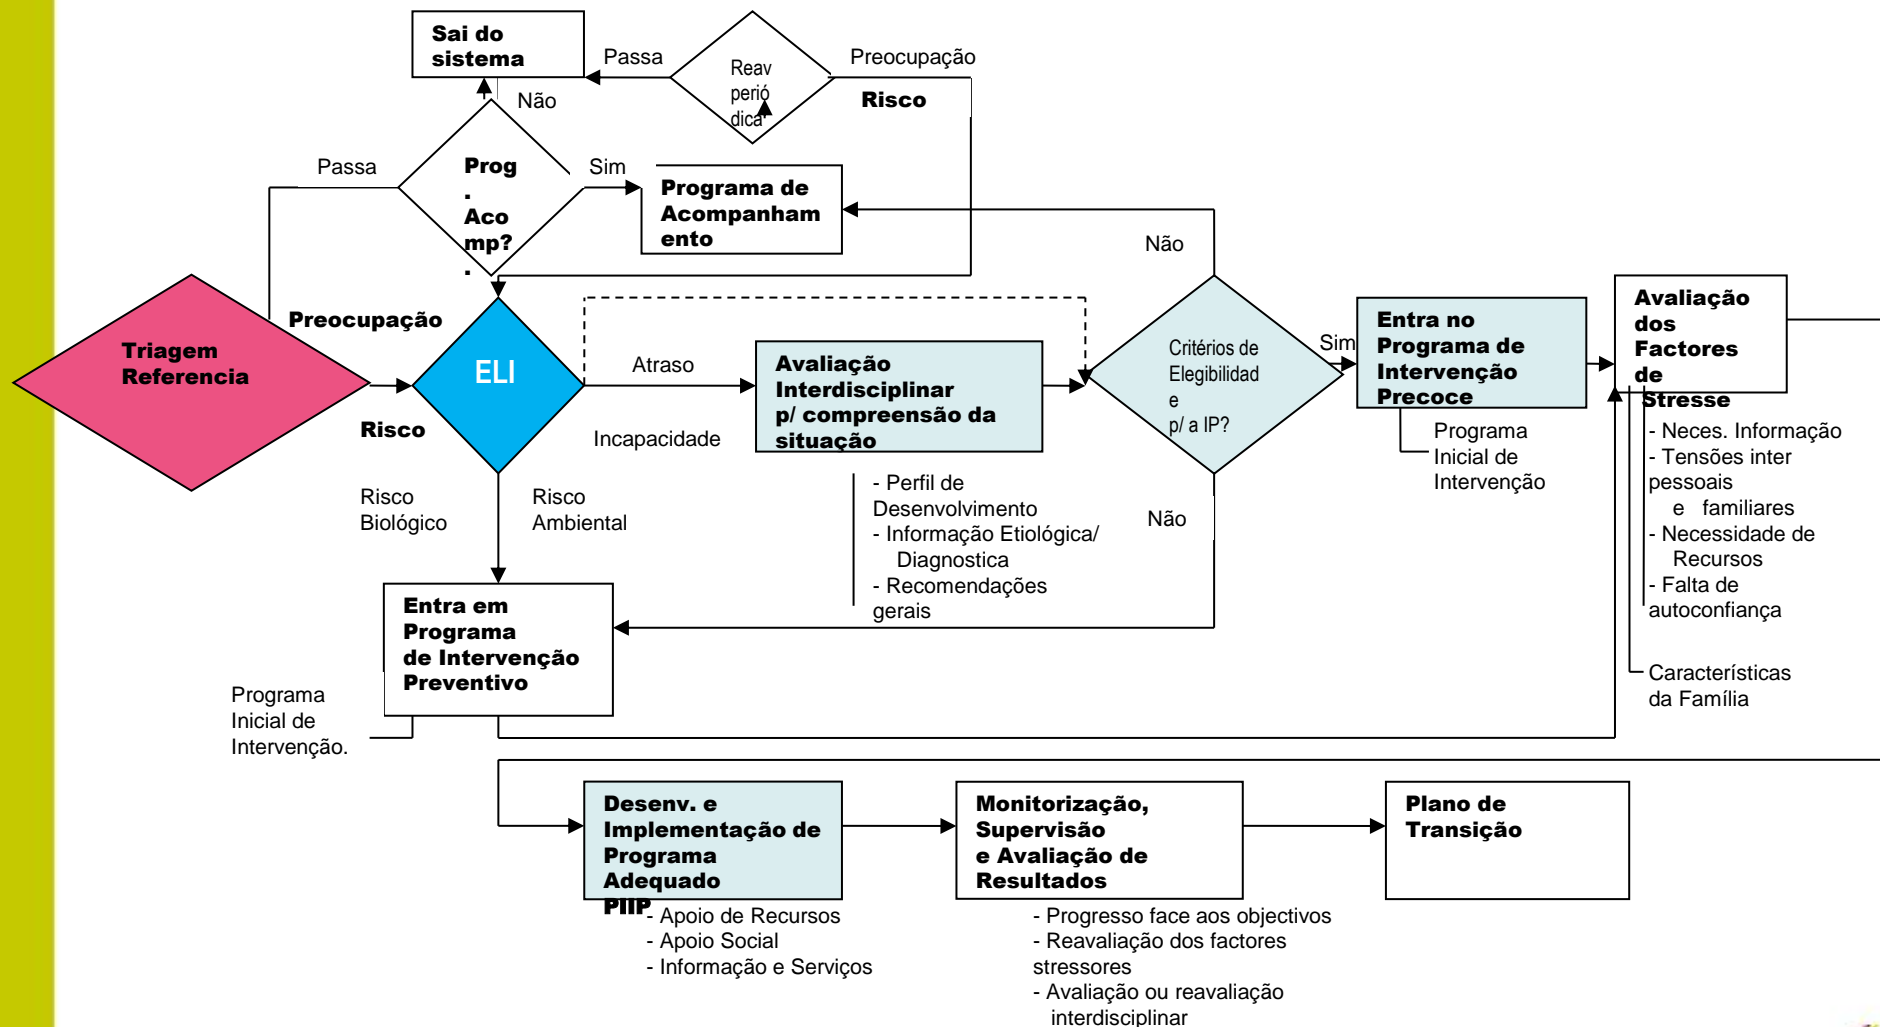 Sai do
sistema
Passa
Reav
perió
dica
Preocupação
Risco
Não
Passa
Prog
.
Aco
mp?
.
Sim
Programa de
Acompanham
ento
Não
Triagem
Referencia
Preocupação
Risco
ELI
Atraso
Incapacidade
Avaliação
Interdisciplinar
p/ compreensão da
situação
Critérios de
Elegibilidad
e
p/ a IP?
Sim
Entra no
Programa de
Intervenção
Precoce
Avaliação
dos
Factores
de
Stresse
Programa
Inicial de
Intervenção
- Neces. Informação
- Tensões inter
pessoais
e familiares
- Necessidade de
Recursos
- Falta de
autoconfiança
Características
da Família
Risco
Biológico
Risco
Ambiental
- Perfil de
Desenvolvimento
- Informação Etiológica/
Diagnostica
- Recomendações
gerais
Não
Entra em
Programa
de Intervenção
Preventivo
Programa
Inicial de
Intervenção.
Desenv. e
Implementação de
Programa
Adequado
PIIP
- Apoio de Recursos
- Apoio Social
- Informação e Serviços
Monitorização,
Supervisão
e Avaliação de
Resultados
- Progresso face aos objectivos
- Reavaliação dos factores
stressores
- Avaliação ou reavaliação
interdisciplinar
Plano de
Transição